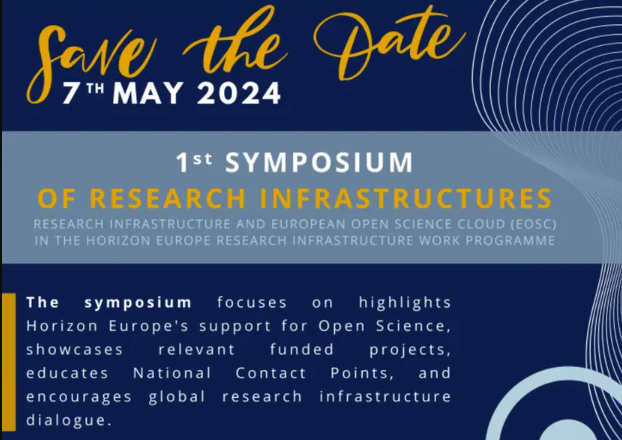 Save the Date
7TH MAY 2024
1st SYMPOSIUM
OF RESEARCH INFRASTRUCTURES
RESEARCH INFRASTRUCTURE AND EUROPEAN OPEN SCIENCE CLOUD (EOSC)
IN THE HORIZON EUROPE RESEARCH INFRASTRUCTURE WORK PROGRAMME
The symposium focuses on highlights
Horizon Europe's support for Open Science,
showcases relevant funded projects,
educates National Contact Points, and
encourages global research infrastructure
dialogue.